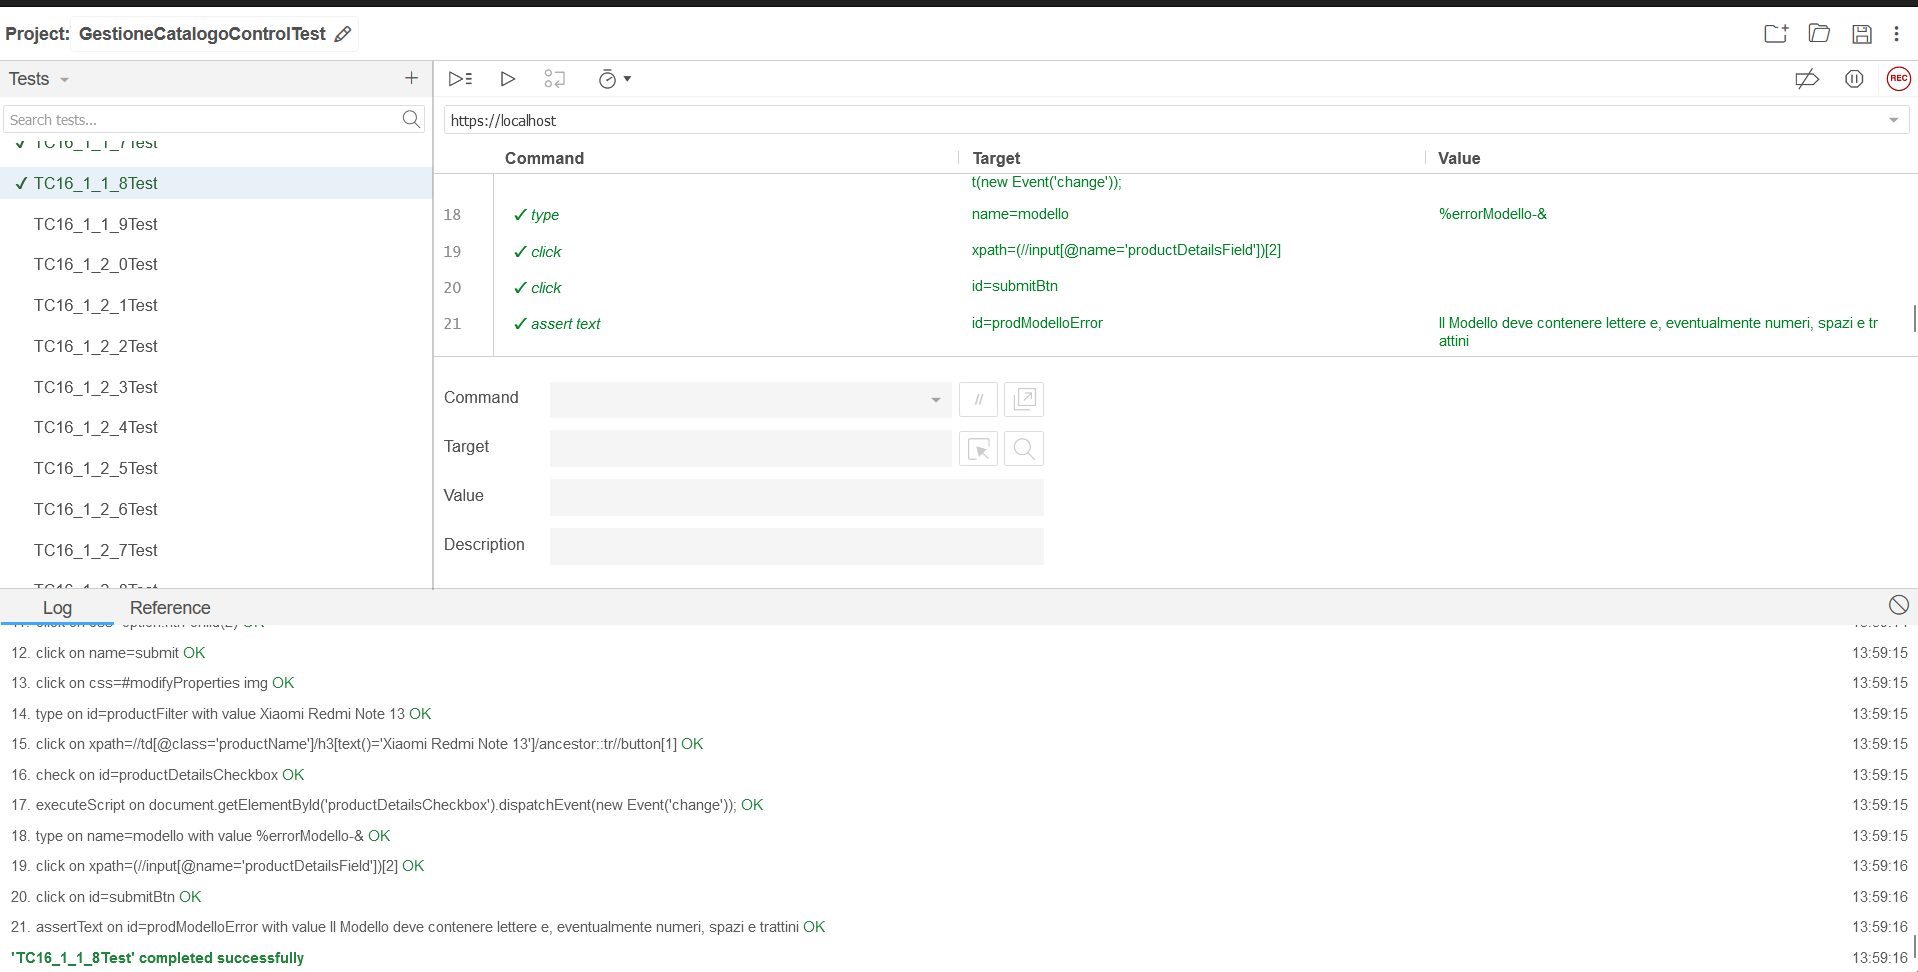 Project: GestioneCatalogoControlTest
Tests
Search tests...
https://localhost
REC
TC16_1_1_7Test
✓ TC16_1_1_8Test
TC16_1_1_9Test
TC16_1_2_0Test
TC16_1_2_1Test
TC16_1_2_2Test
TC16_1_2_3Test
TC16_1_2_4Test
TC16_1_2_5Test
TC16_1_2_6Test
TC16_1_2_7Test
Command Target Value
t(new Event('change'));
18 ✓ type name=modello %errorModello-&
19 ✓ click xpath=(//input[@name='productDetailsField'])[2]
20 ✓ click id=submitBtn
21 ✓ assert text id=prodModelloError Il Modello deve contenere lettere e, eventualmente numeri, spazi e tr
attini
Command //
Target
Value
Description
Log Reference
12. click on name=submit OK 13:59:15
13. click on css=#modifyProperties img OK 13:59:15
14. type on id=productFilter with value Xiaomi Redmi Note 13 OK 13:59:15
15. click on xpath=//td[@class='productName']/h3[text()='Xiaomi Redmi Note 13']/ancestor::tr//button[1] OK 13:59:15
16. check on id=productDetailsCheckbox OK 13:59:15
17. executeScript on document.getElementById('productDetailsCheckbox').dispatchEvent(new Event('change')); OK 13:59:15
18. type on name=modello with value %errorModello-& OK 13:59:15
19. click on xpath=(//input[@name='productDetailsField'])[2] OK 13:59:16
20. click on id=submitBtn OK 13:59:16
21. assertText on id=prodModelloError with value Il Modello deve contenere lettere e, eventualmente numeri, spazi e trattini OK 13:59:16
'TC16_1_1_8Test' completed successfully 13:59:16